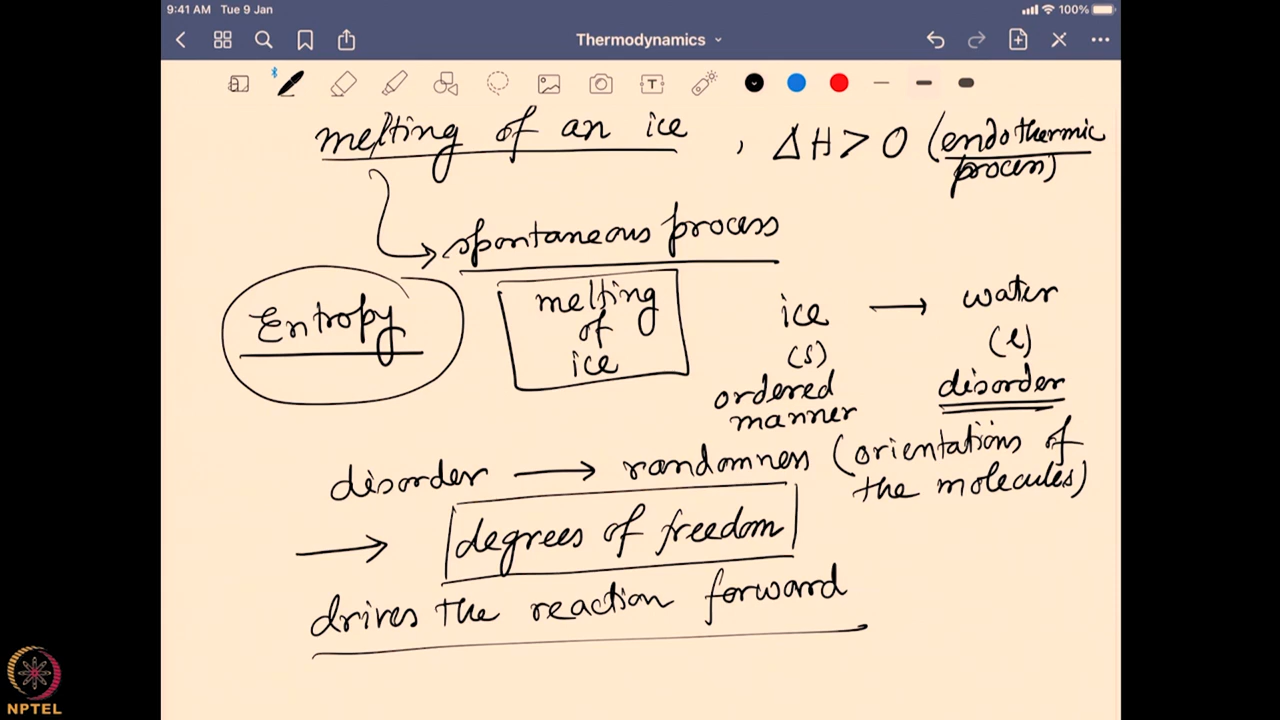 9:41 AM Tue 9 Jan
100%
Thermodynamics
T
melting of an ice , ΔH > 0 (endothermic
process)
spontaneous process
Entropy
melting
of
ice
ice → water
(s) (l)
ordered
manner
disorder
disorder → randomness (orientations of
the molecules)
→ degrees of freedom
drives the reaction forward
NPTEL